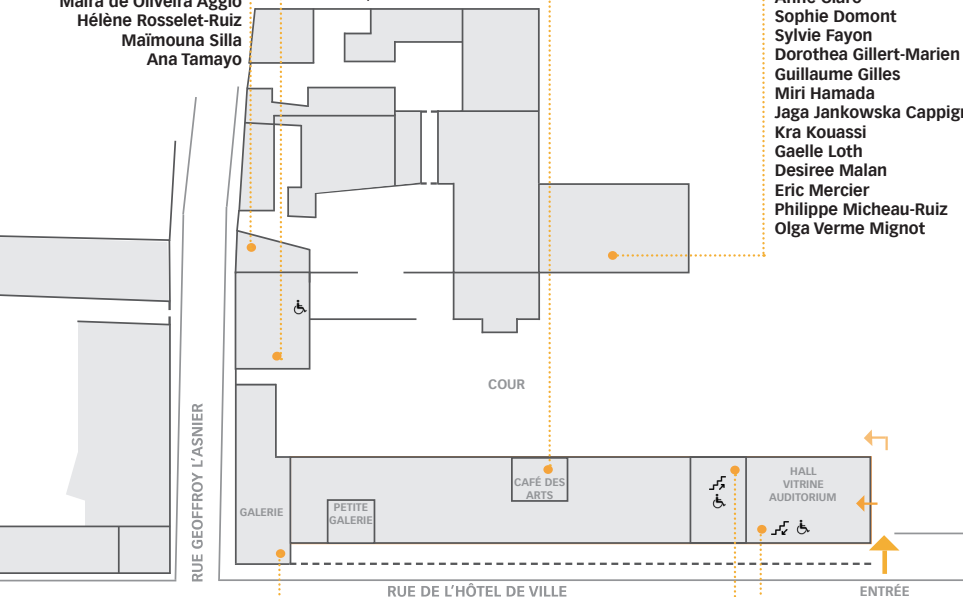 Maíra de Oliveira Aggio
Hélène Rosselet-Ruiz
Maïmouna Silla
Ana Tamayo
Anne Claro
Sophie Domont
Sylvie Fayon
Dorothea Gillert-Marien
Guillaume Gilles
Miri Hamada
Jaga Jankowska
Kra Kouassi
Gaelle Loth
Desiree Malan
Eric Mercier
Philippe Micheau-Ruiz
Olga Verme Mignot
COUR
RUE GEOFFROY L'ASNIER
GALERIE
PETITE
GALERIE
CAFÉ DES
ARTS
HALL
VITRINE
AUDITORIUM
RUE DE L'HÔTEL DE VILLE
ENTRÉE